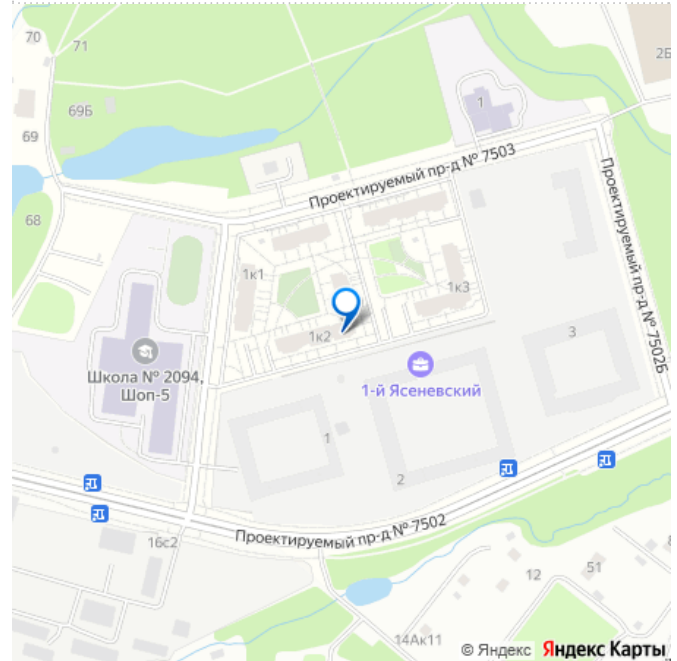 70
71
2Б
69Б
1
69
Проектируемый пр-д № 7503
Проектируемый пр-д № 7502Б
68
1к1
1к3
1к2
3
Школа № 2094,
Шоп-5
1-й Ясеневский
1
2
16с2
Проектируемый пр-д № 7502
51
12
14Ак11
© Яндекс Яндекс Карты